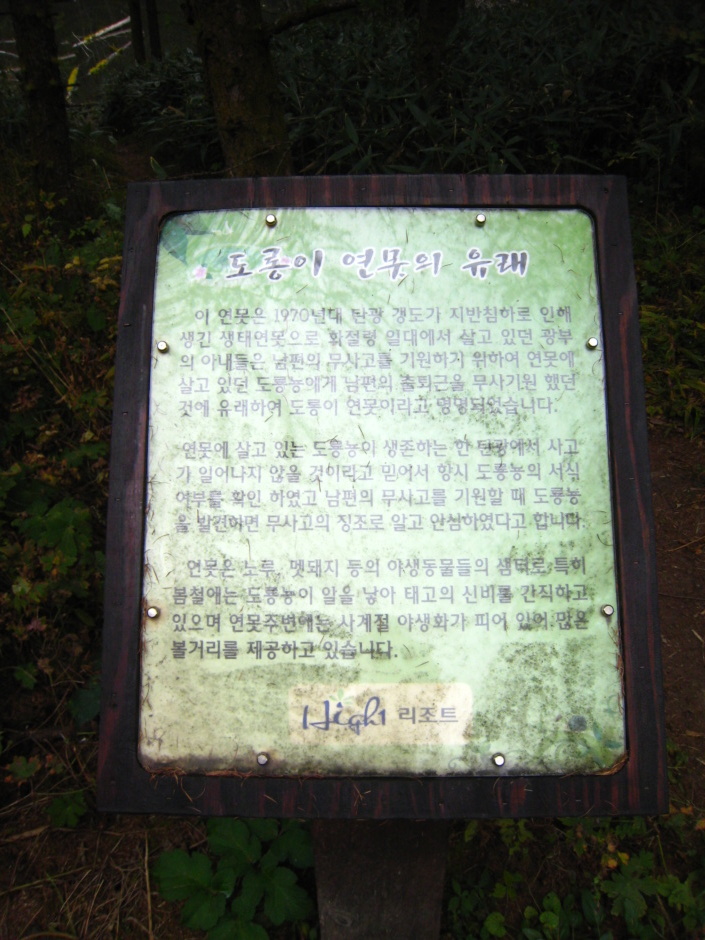 도롱이 연못의 유래
이 연못은 1970년대 탄광 갱도가 지반침하로 인해
생긴 생태연못으로 화절령 일대에서 살고 있던 광부
의 아내들은 남편의 무사고를 기원하기 위하여 연못에
살고 있던 도롱뇽에게 남편의 출퇴근을 무사기원 했던
것에 유래하여 도롱이 연못이라고 명명되었습니다.
연못에 살고 있는 도롱뇽이 생존하는 한 탄광에서 사고
가 일어나지 않을 것이라고 믿어서 항시 도롱뇽의 서식
여부를 확인 하였고 남편의 무사고를 기원할 때 도롱뇽
을 발견하면 무사고의 징조로 알고 안심하였다고 합니다.
연못은 노루, 멧돼지 등의 야생동물들의 샘터로 특히
봄철에는 도롱뇽이 알을 낳아 태고의 신비를 간직하고
있으며 연못주변에는 사계절 야생화가 피어 있어 많은
볼거리를 제공하고 있습니다.
High1 리조트